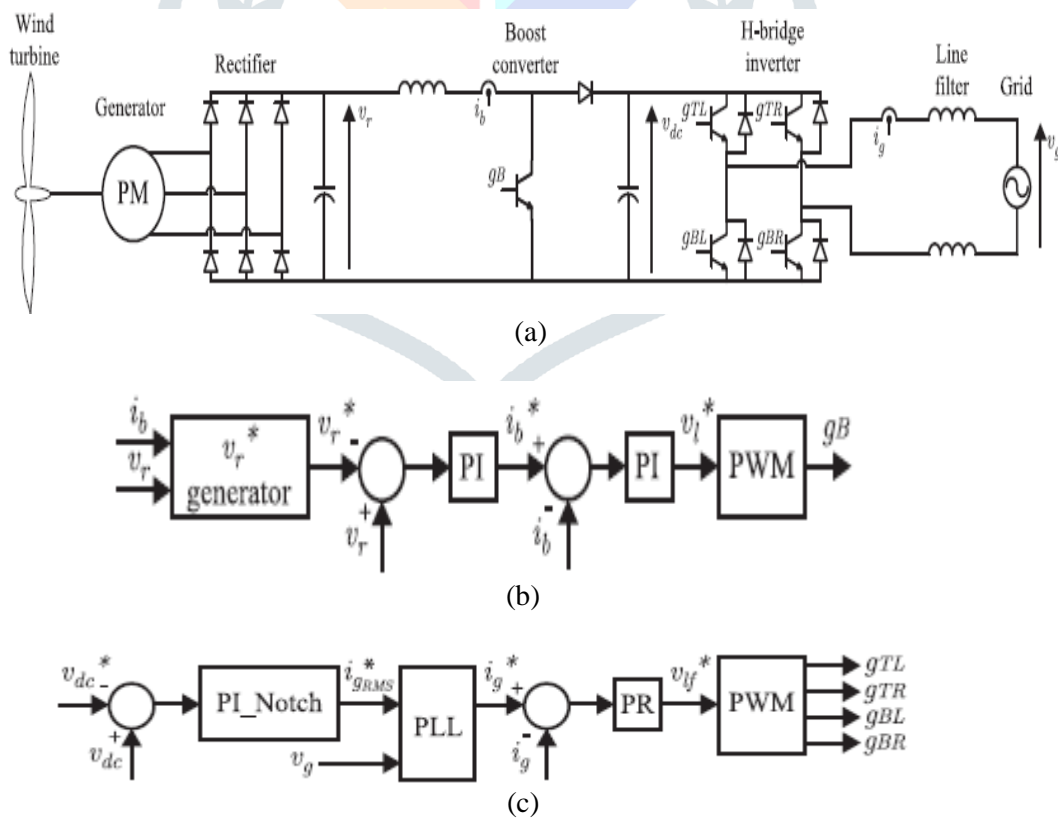 Wind
turbine
Generator
PM
Rectifier
v_r
i_b
Boost
converter
gB
v_dc
H-bridge
inverter
gTL
gTR
gBL
gBR
i_g
Line
filter
Grid
v_g
(a)
i_b
v_r
v_r*
generator
v_r*
-
+
v_r
PI
i_b*
+
-
i_b
PI
v_l*
PWM
gB
(b)
v_dc*
-
+
v_dc
PI_Notch
i_gRMS*
v_g
PLL
i_g*
+
-
i_g
PR
v_lf*
PWM
gTL
gTR
gBL
gBR
(c)